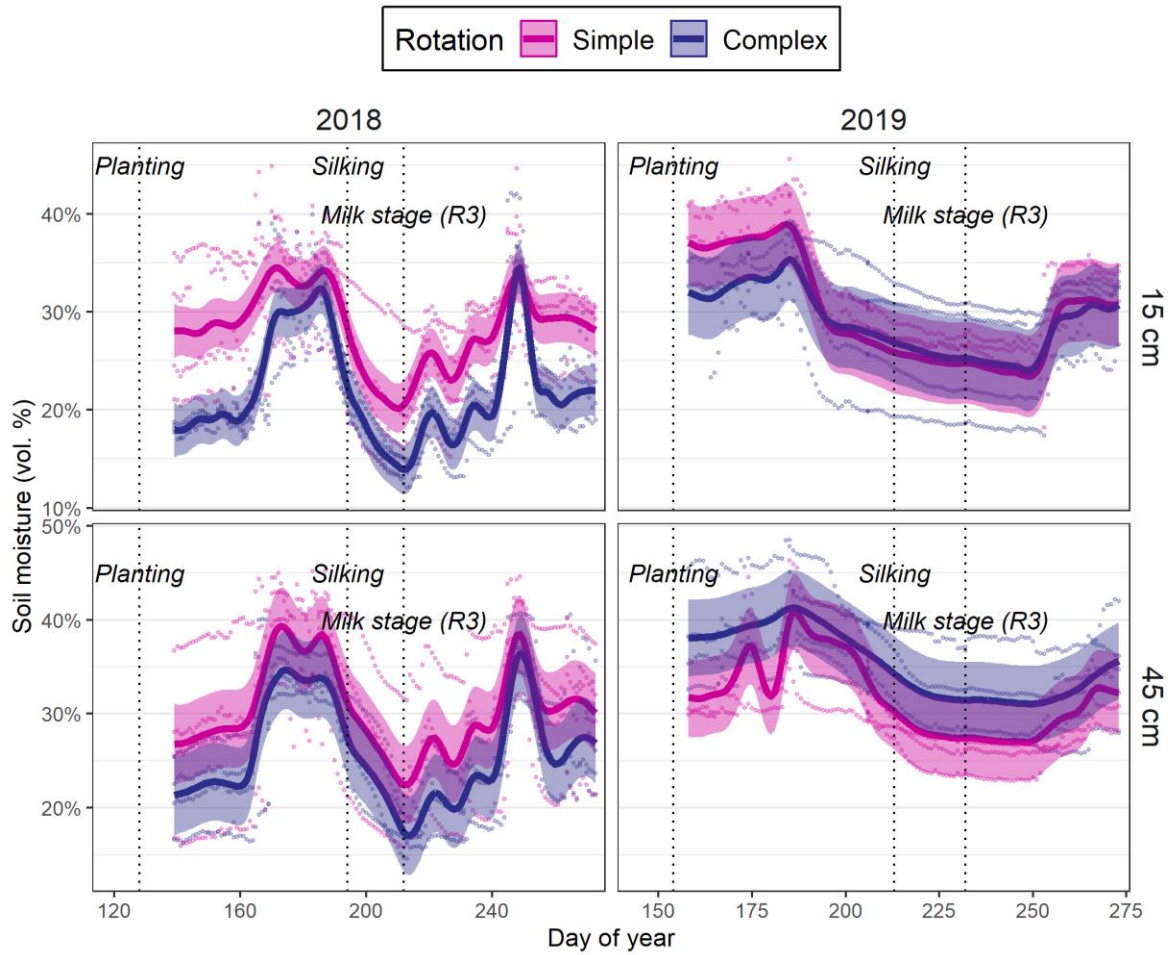 Rotation Simple Complex
2018 2019
Planting Silking Planting Silking
Milk stage (R3) Milk stage (R3)
40%
30%
20%
10%
15 cm
Soil moisture (vol. %)
50%
Planting Silking Planting Silking
Milk stage (R3) Milk stage (R3)
40%
30%
20%
45 cm
120 160 200 240 150 175 200 225 250 275
Day of year